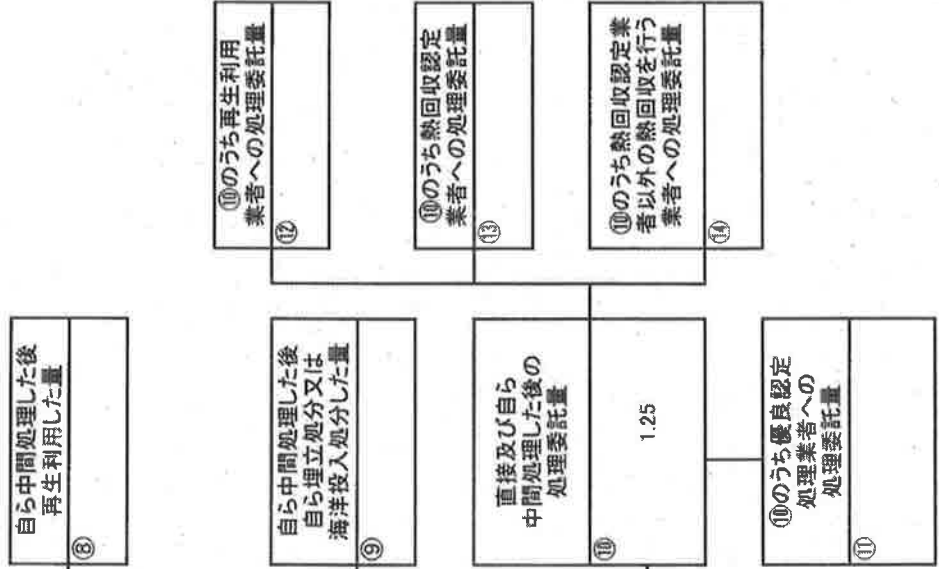 自ら中間処理した後
再生利用した量
⑧
自ら中間処理した後
自ら埋立処分又は
海洋投入処分した量
⑨
直接及び自ら
中間処理した後の
処理委託量
⑩
1.25
⑩のうち優良認定
処理業者への
処理委託量
⑪
⑩のうち再生利用
業者への処理委託量
⑫
⑩のうち熱回収認定
業者への処理委託量
⑬
⑩のうち熱回収認定業
者以外の熱回収を行う
業者への処理委託量
⑭